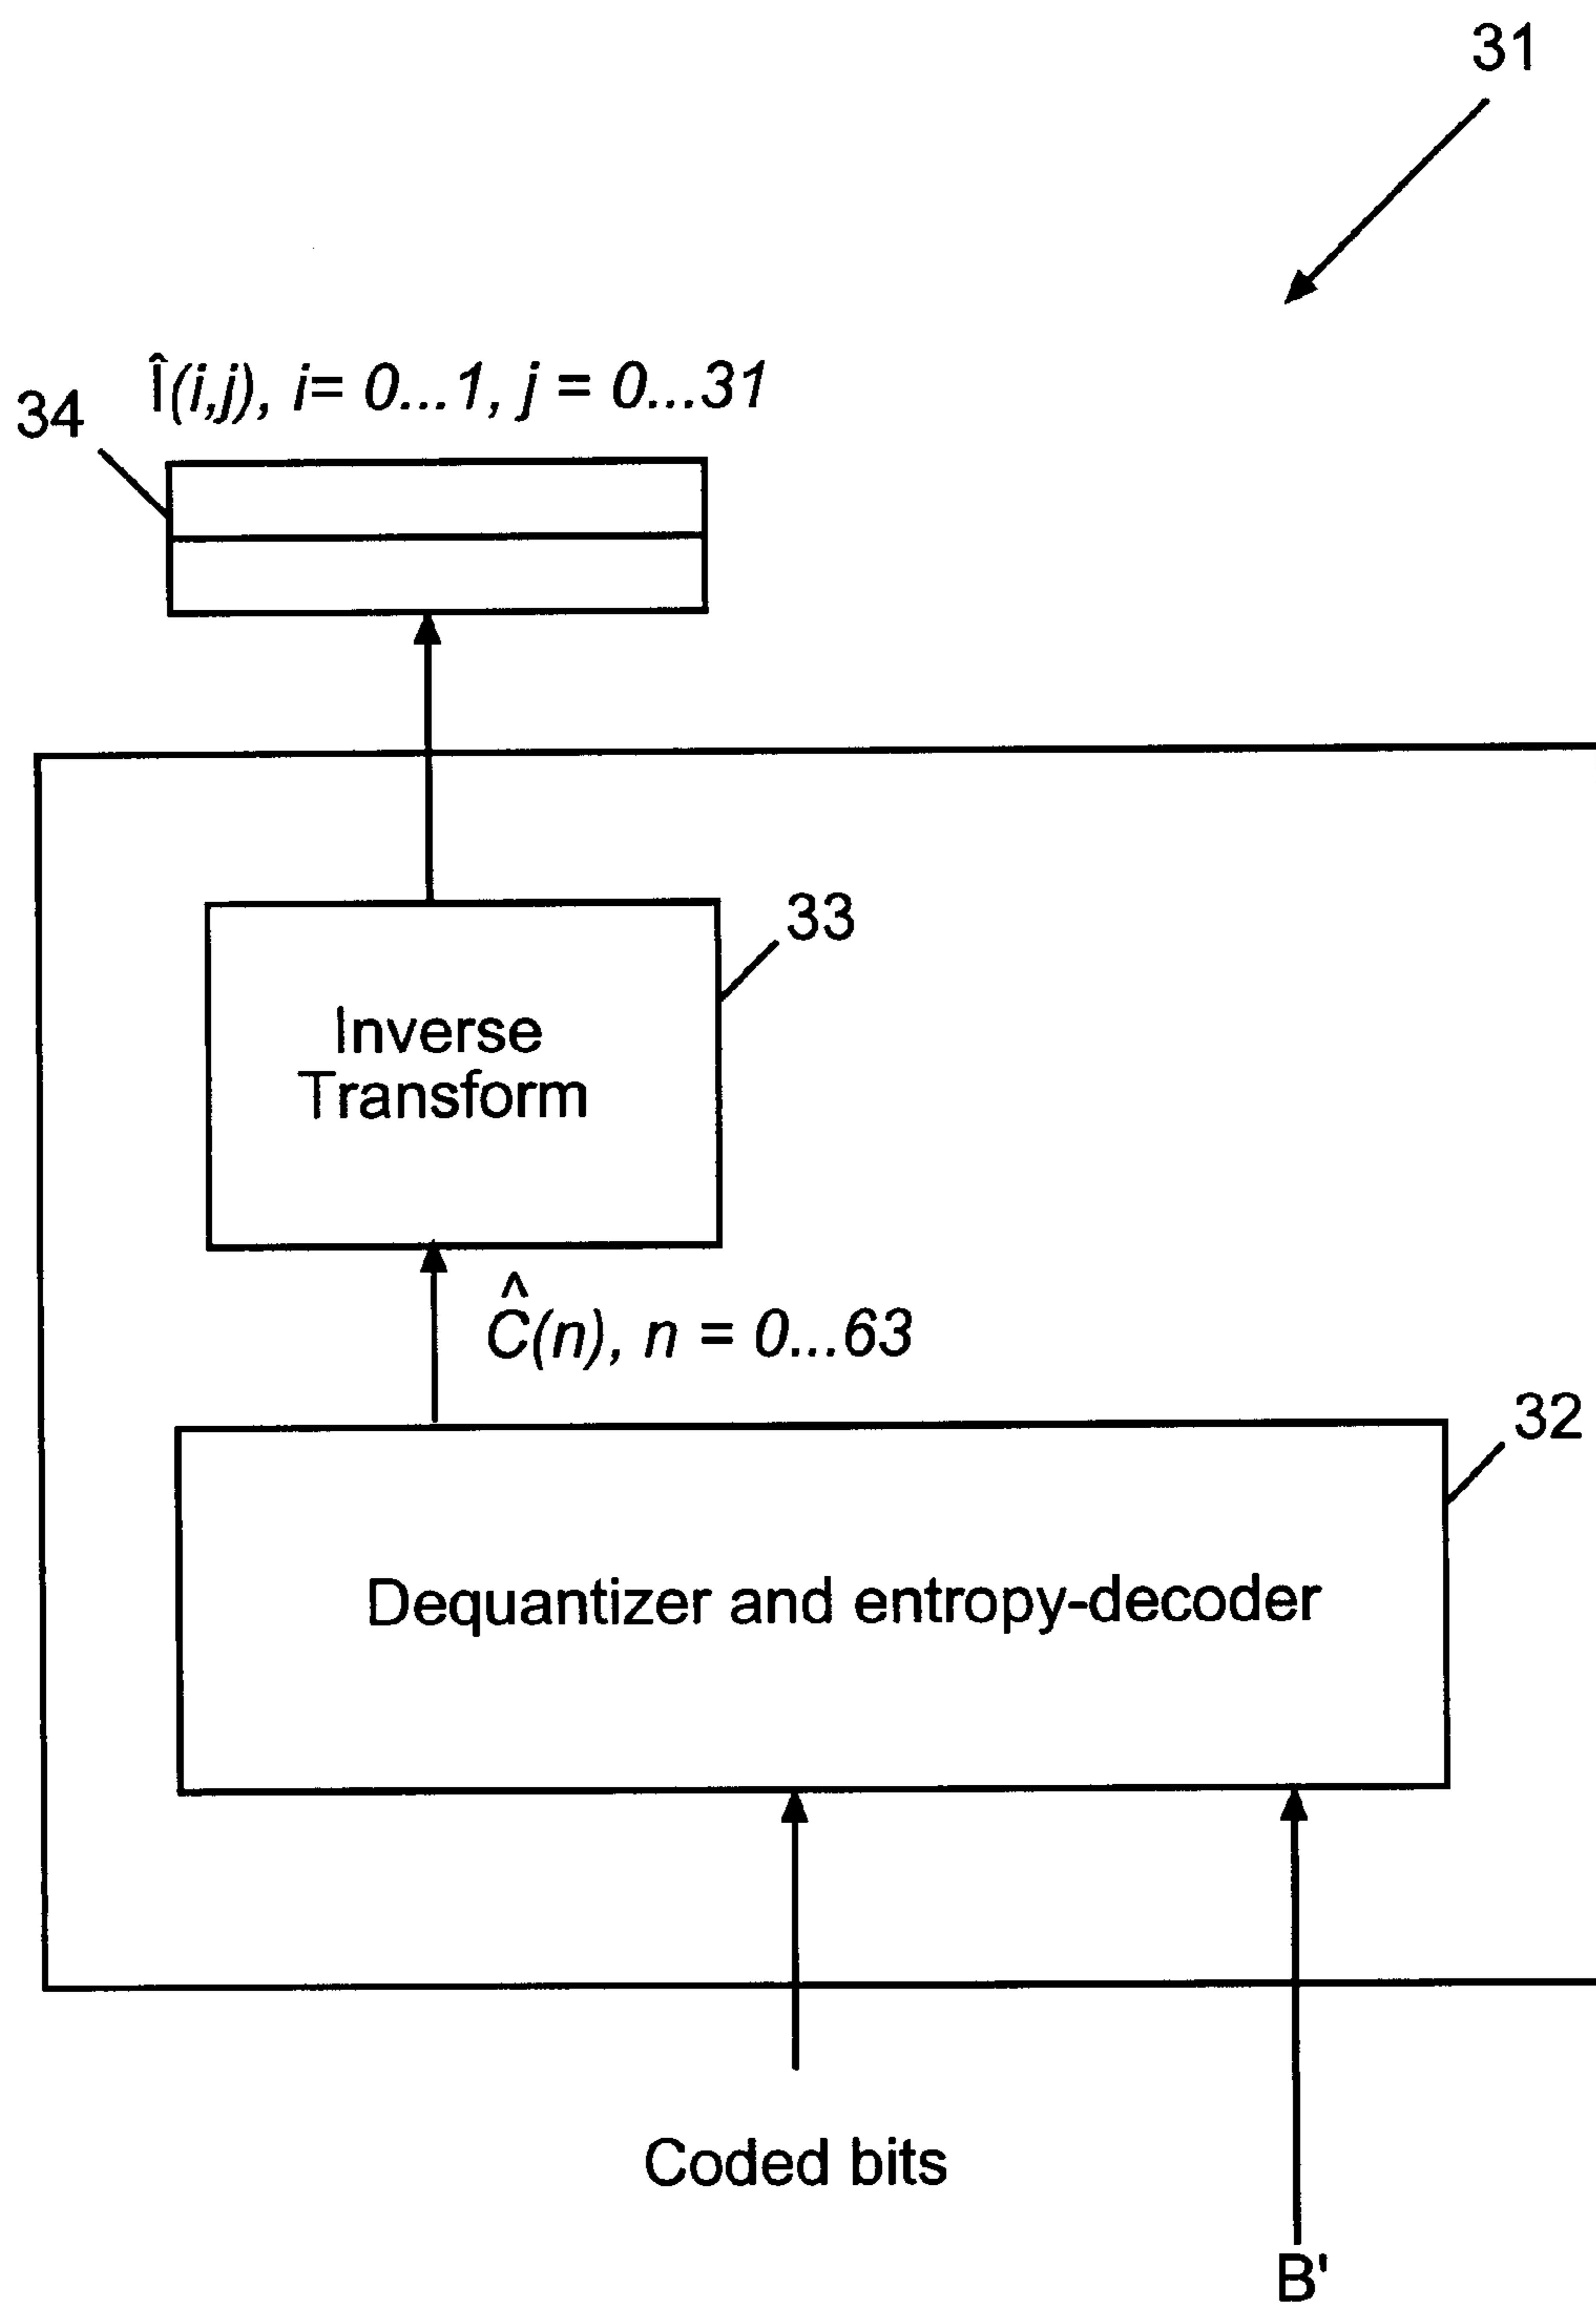 31
Î(i,j), i= 0...1, j = 0...31
34
33
Inverse
Transform
Ĉ(n), n = 0...63
32
Dequantizer and entropy-decoder
Coded bits
B'